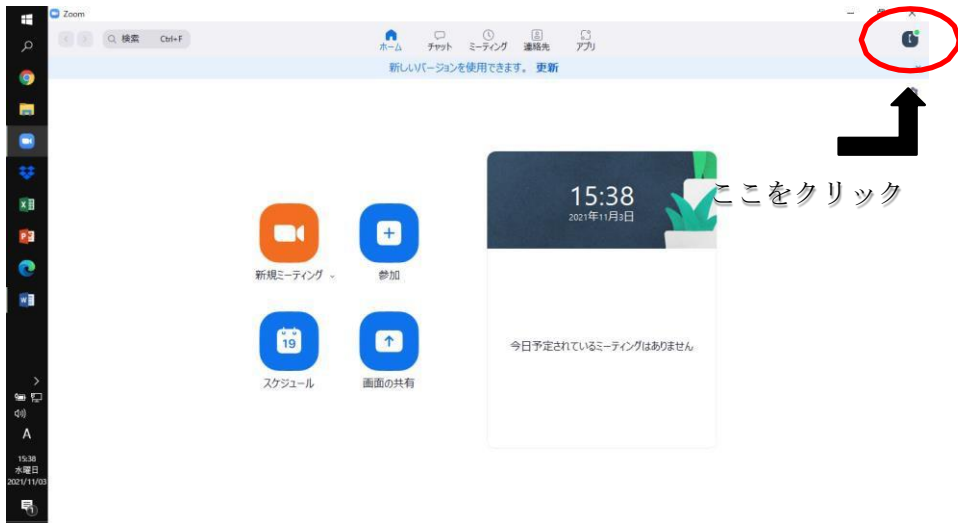 Zoom
検索 Ctrl+F
ホーム チャット ミーティング 連絡先 アプリ
新しいバージョンを使用できます。 更新
ここをクリック
15:38
2021年11月3日
新規ミーティング
参加
19
スケジュール
画面の共有
今日予定されているミーティングはありません
A
15:38
水曜日
2021/11/03